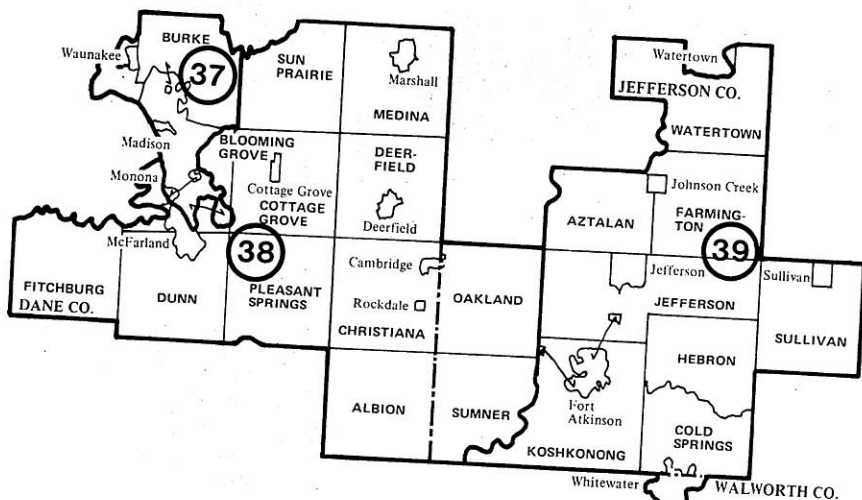 BURKE
Waunakee
37
SUN
PRAIRIE
Marshall
MEDINA
Watertown
JEFFERSON CO.
WATERTOWN
Madison
BLOOMING
GROVE
Monona
Cottage Grove
COTTAGE
GROVE
DEER-
FIELD
Deerfield
Johnson Creek
AZTALAN
FARMING-
TON
39
McFarland
38
FITCHBURG
DANE CO.
DUNN
PLEASANT
SPRINGS
Cambridge
Rockdale
CHRISTIANA
OAKLAND
Jefferson
JEFFERSON
Sullivan
SULLIVAN
HEBRON
ALBION
SUMNER
Fort
Atkinson
KOSHKONONG
COLD
SPRINGS
Whitewater
WALWORTH CO.